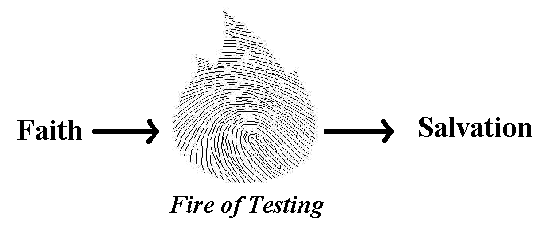 Faith
Salvation
Fire of Testing